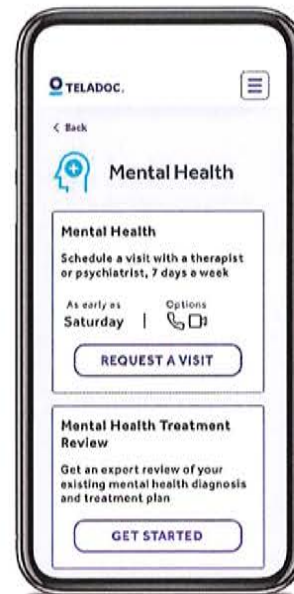 TELADOC.
< Back
Mental Health
Mental Health
Schedule a visit with a therapist
or psychiatrist, 7 days a week
As early as Options
Saturday |
REQUEST A VISIT
Mental Health Treatment
Review
Get an expert review of your
existing mental health diagnosis
and treatment plan
GET STARTED